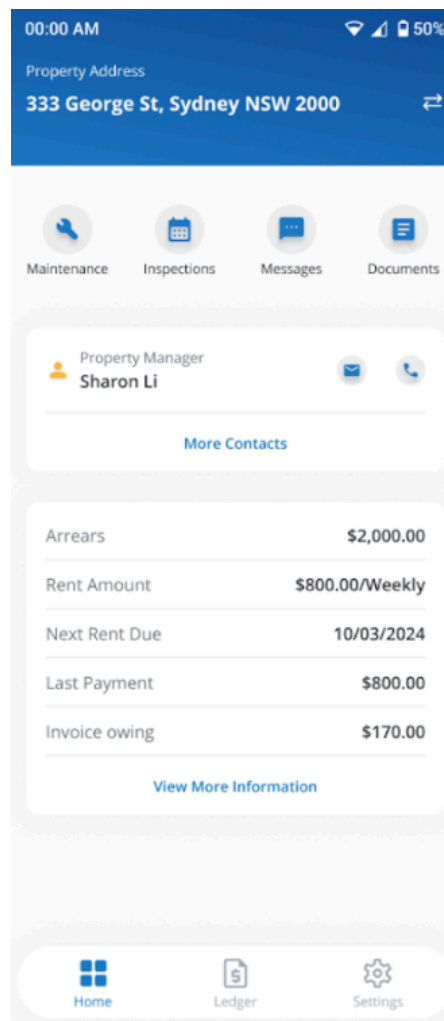 00:00 AM 50%
Property Address
333 George St, Sydney NSW 2000
Maintenance Inspections Messages Documents
Property Manager
Sharon Li
More Contacts
Arrears $2,000.00
Rent Amount $800.00/Weekly
Next Rent Due 10/03/2024
Last Payment $800.00
Invoice owing $170.00
View More Information
Home Ledger Settings